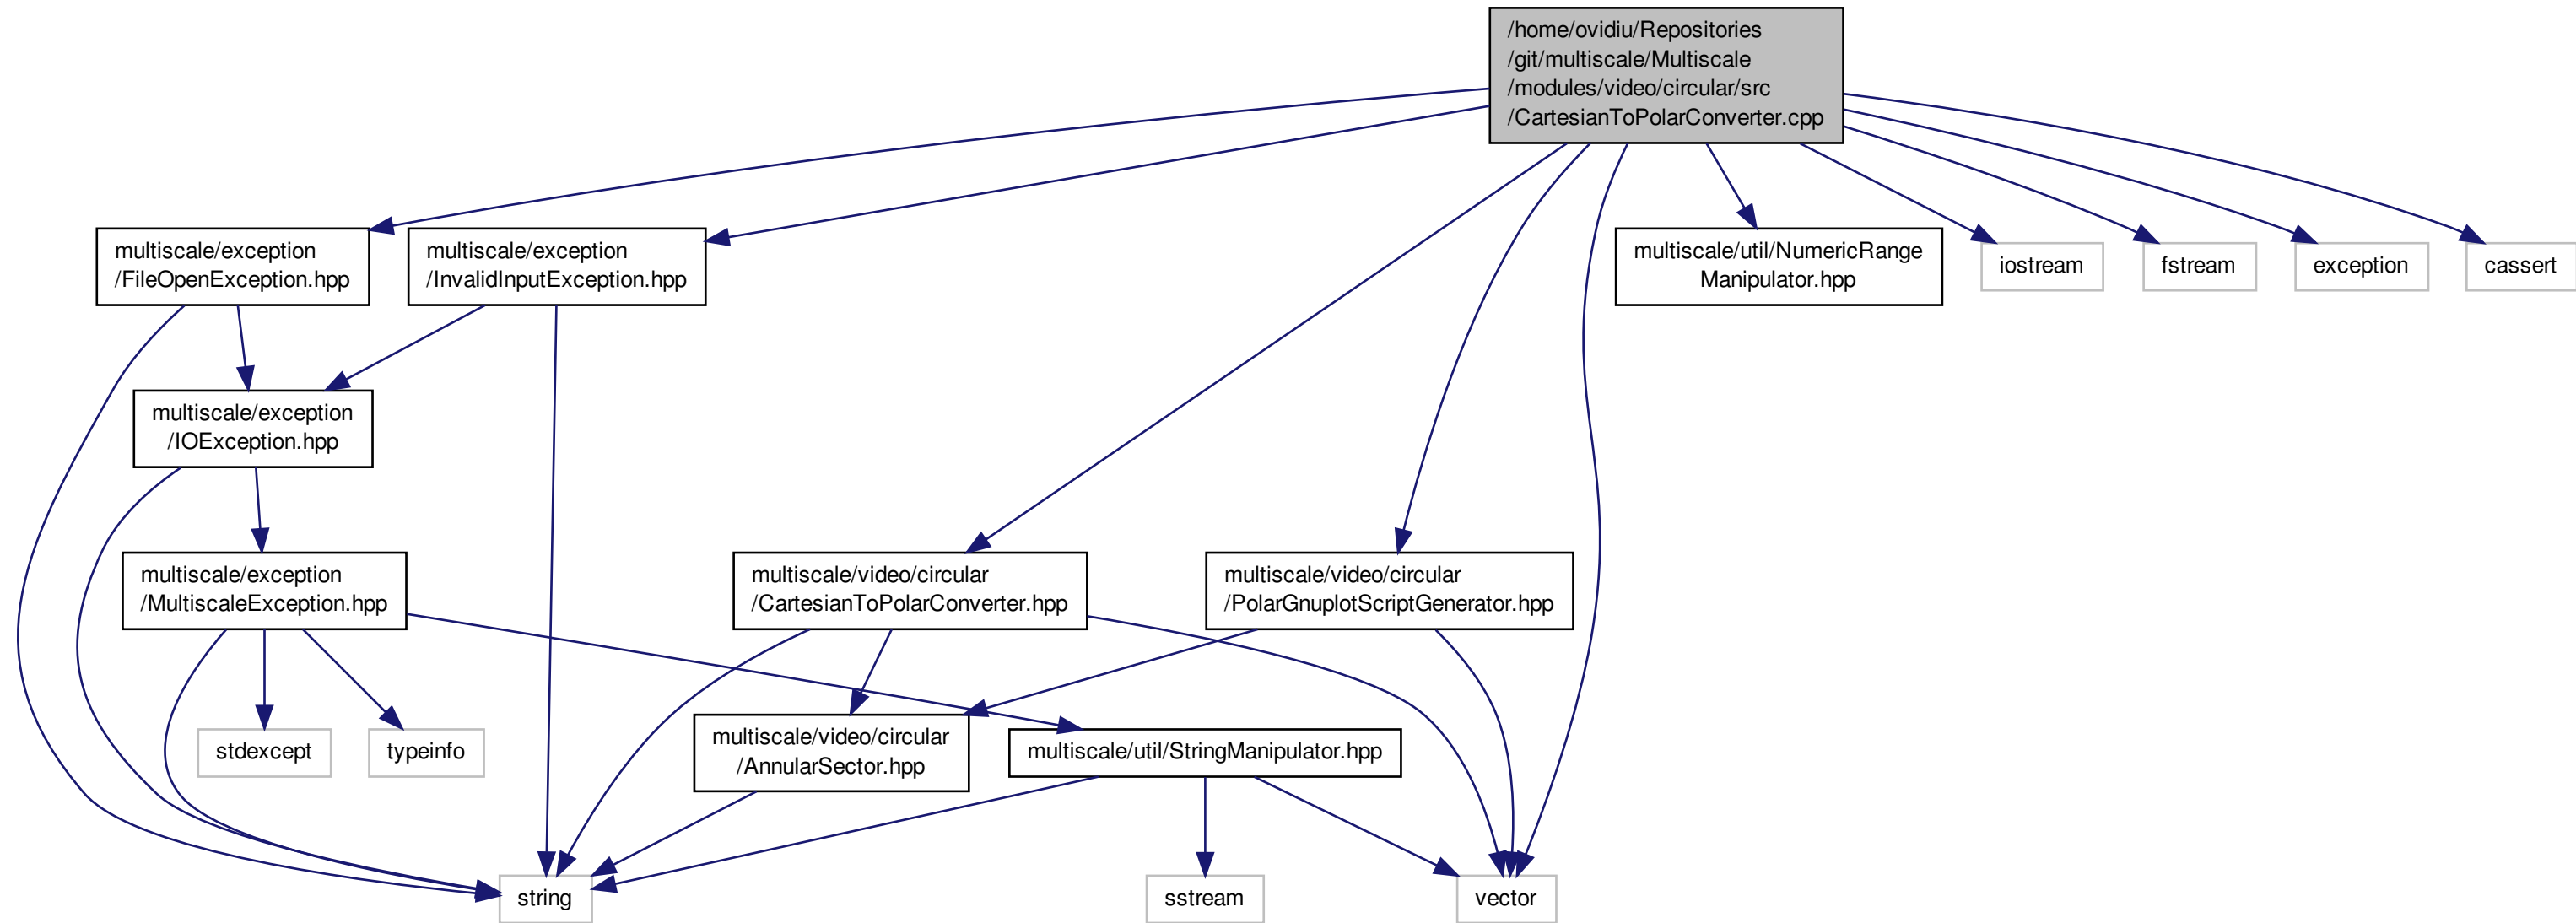 /home/ovidiu/Repositories
/git/multiscale/Multiscale
/modules/video/circular/src
/CartesianToPolarConverter.cpp
multiscale/exception
/FileOpenException.hpp
multiscale/exception
/InvalidInputException.hpp
multiscale/util/NumericRange
Manipulator.hpp
iostream
fstream
exception
cassert
multiscale/exception
/IOException.hpp
multiscale/exception
/MultiscaleException.hpp
multiscale/video/circular
/CartesianToPolarConverter.hpp
multiscale/video/circular
/PolarGnuplotScriptGenerator.hpp
stdexcept
typeinfo
multiscale/video/circular
/AnnularSector.hpp
multiscale/util/StringManipulator.hpp
string
sstream
vector